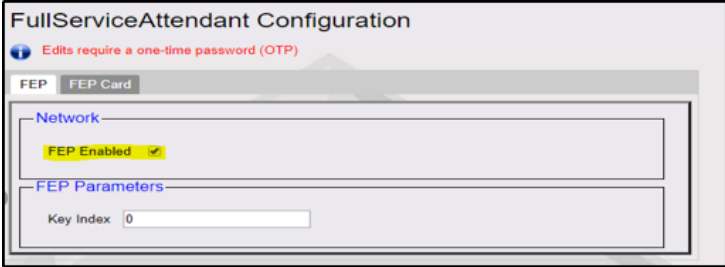 FullServiceAttendant Configuration
Edits require a one-time password (OTP)
FEP FEP Card
Network
FEP Enabled
FEP Parameters
Key Index 0